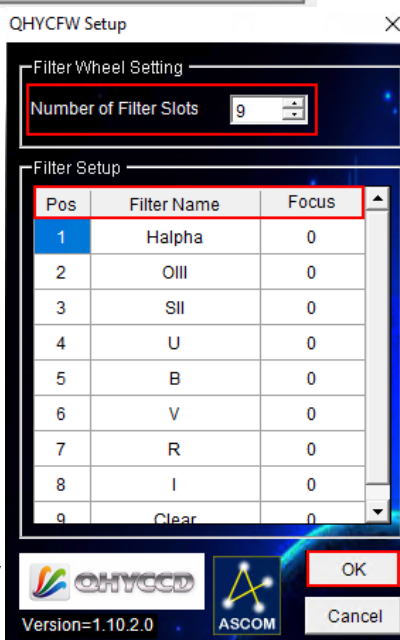 QHYCFW Setup
Filter Wheel Setting
Number of Filter Slots 9
Filter Setup
Pos Filter Name Focus
1 Halpha 0
2 OIII 0
3 SII 0
4 U 0
5 B 0
6 V 0
7 R 0
8 I 0
9 Clear 0
QHYCCD
Version=1.10.2.0
ASCOM
OK
Cancel